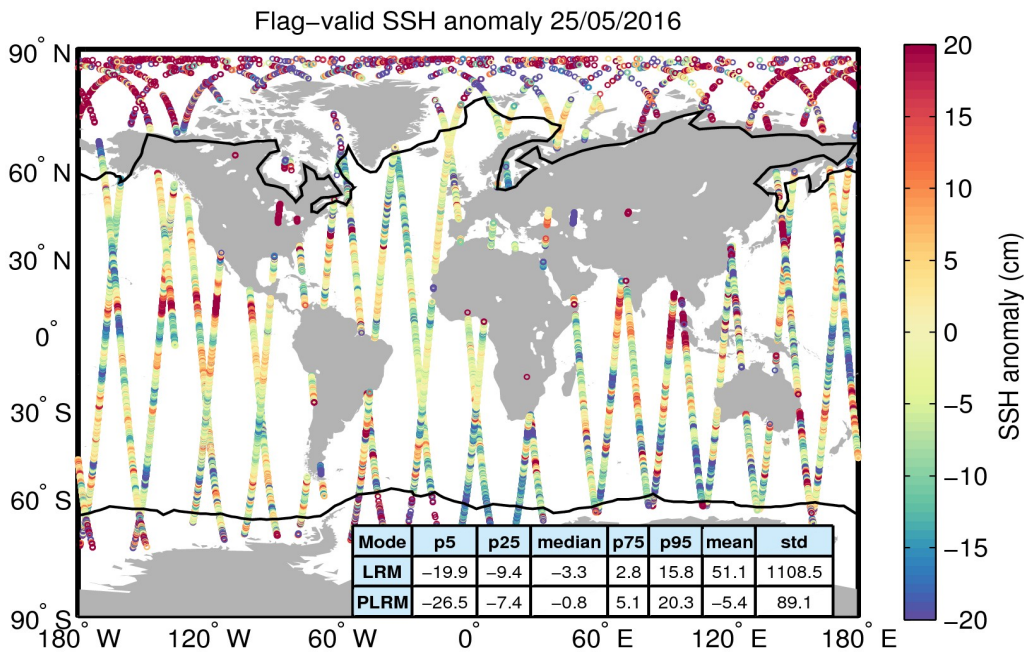 Flag−valid SSH anomaly 25/05/2016
90° N
60° N
30° N
0°
30° S
60° S
90° S
180° W
120° W
60° W
0°
60° E
120° E
180° E
Mode p5 p25 median p75 p95 mean std
LRM −19.9 −9.4 −3.3 2.8 15.8 51.1 1108.5
PLRM −26.5 −7.4 −0.8 5.1 20.3 −5.4 89.1
20
15
10
5
0
−5
−10
−15
−20
SSH anomaly (cm)